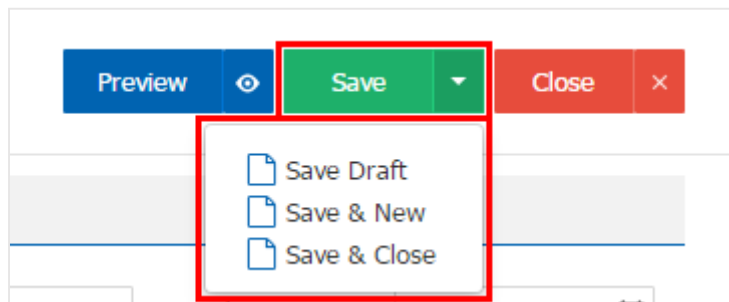 Preview
Save
Close
Save Draft
Save & New
Save & Close